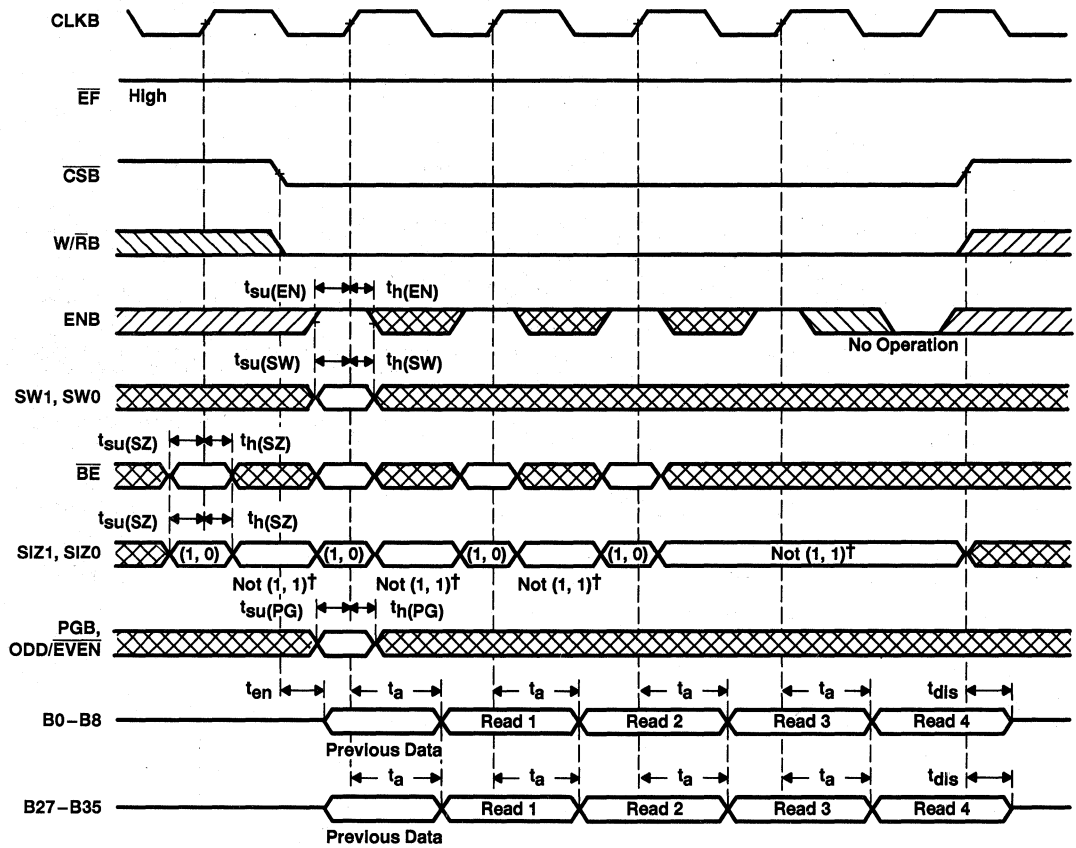 CLKB
EF High
CSB
W/RB
tsu(EN) th(EN)
ENB
No Operation
tsu(SW) th(SW)
SW1, SW0
tsu(SZ) th(SZ)
BE
tsu(SZ) th(SZ)
SIZ1, SIZ0 (1, 0) (1, 0) (1, 0) (1, 0) Not (1, 1)†
Not (1, 1)† Not (1, 1)† Not (1, 1)†
tsu(PG) th(PG)
PGB,
ODD/EVEN
ten ta ta ta ta tdis
B0–B8 Read 1 Read 2 Read 3 Read 4
Previous Data
ta ta ta ta tdis
B27–B35 Read 1 Read 2 Read 3 Read 4
Previous Data